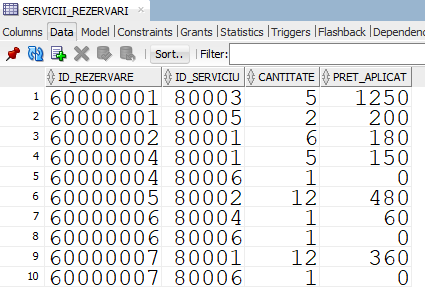 SERVICII_REZERVARI
Columns Data Model Constraints Grants Statistics Triggers Flashback
Sort.. Filter:
ID_REZERVARE ID_SERVICIU CANTITATE PRET_APLICAT
1 60000001 80003 5 1250
2 60000001 80005 2 200
3 60000002 80001 6 180
4 60000004 80001 5 150
5 60000004 80006 1 0
6 60000005 80002 12 480
7 60000006 80004 1 60
8 60000006 80006 1 0
9 60000007 80001 12 360
10 60000007 80006 1 0